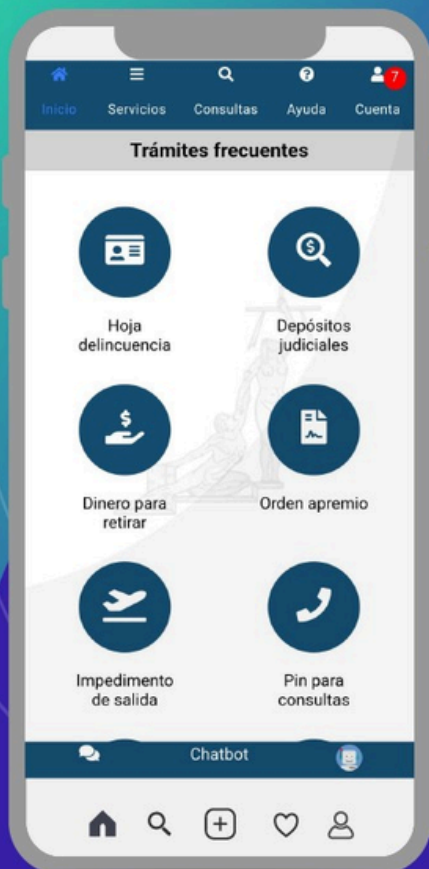 7
Inicio Servicios Consultas Ayuda Cuenta
Trámites frecuentes
Hoja
delincuencia
Depósitos
judiciales
Dinero para
retirar
Orden apremio
Impedimento
de salida
Pin para
consultas
Chatbot